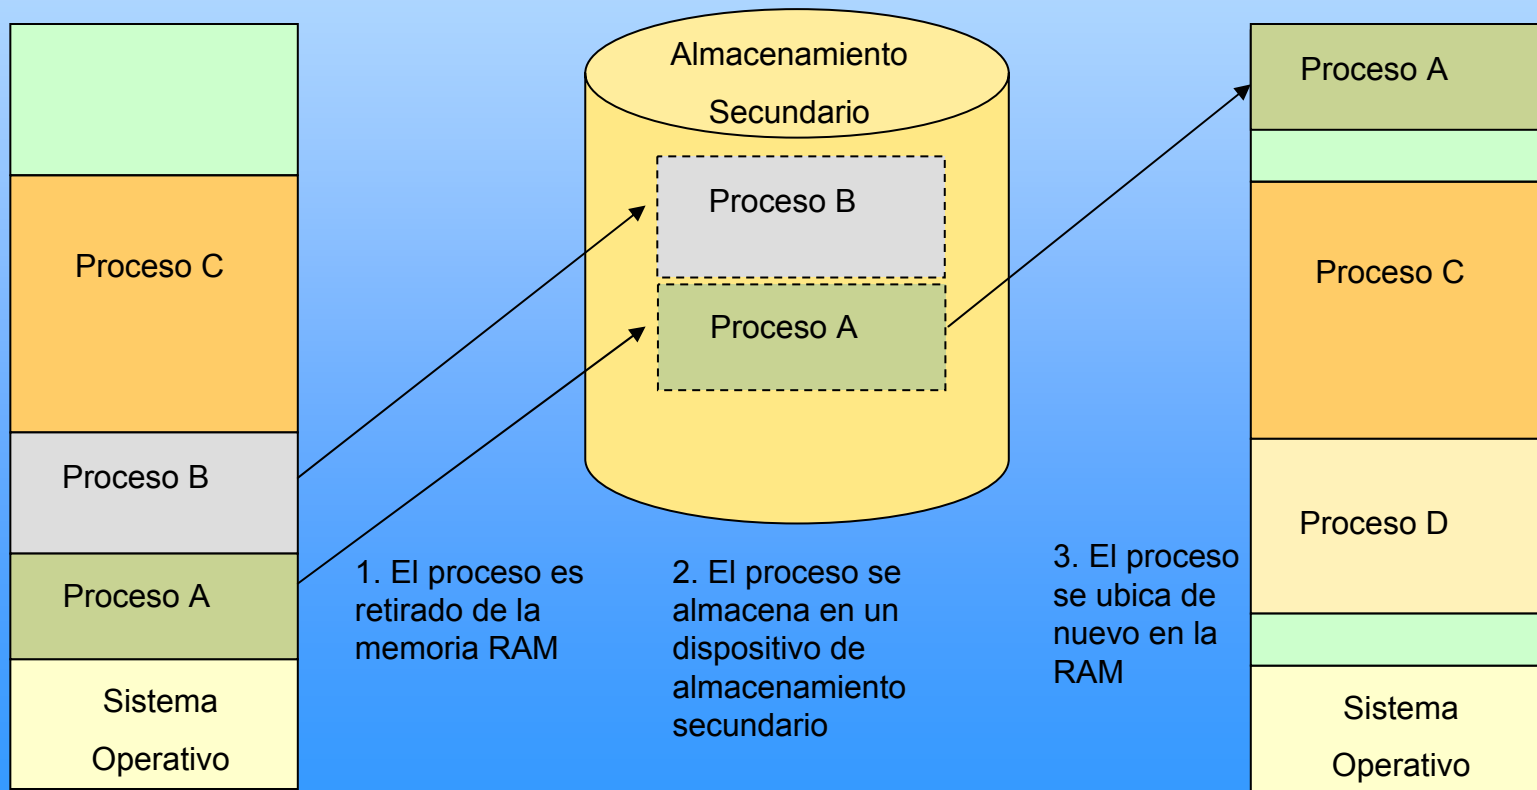 Proceso C
Proceso B
Proceso A
Sistema
Operativo
Almacenamiento
Secundario
Proceso B
Proceso A
1. El proceso es
retirado de la
memoria RAM
2. El proceso se
almacena en un
dispositivo de
almacenamiento
secundario
3. El proceso
se ubica de
nuevo en la
RAM
Proceso A
Proceso C
Proceso D
Sistema
Operativo